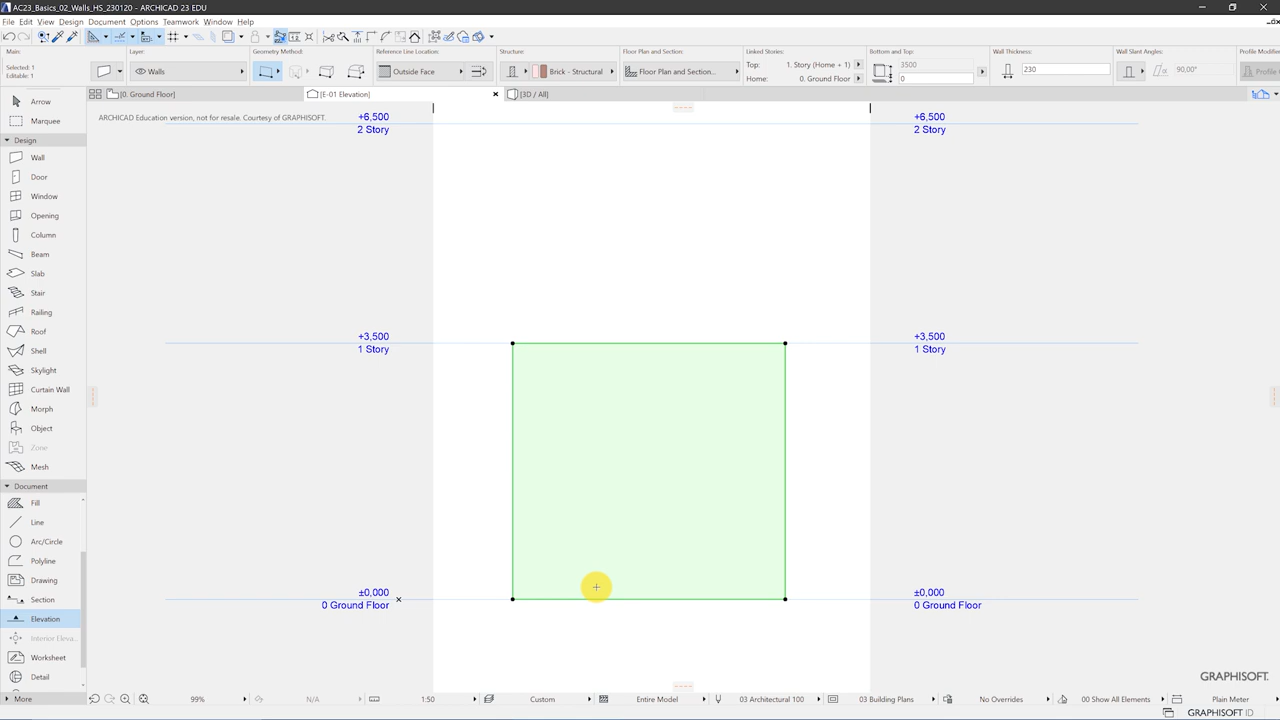 AC23_Basics_02_Walls_HS_230120 - ARCHICAD 23 EDU
File Edit View Design Document Options Teamwork Window Help
Main: Layer: Geometry Method: Reference Line Location: Structure: Floor Plan and Section: Linked Stories: Bottom and Top: Wall Thickness: Wall Slant Angles: Profile Modifier
Selected: 1
Editable: 1
Walls
Outside Face
Brick - Structural
Floor Plan and Section...
Top: 1. Story (Home + 1)
Home: 0. Ground Floor
3500
0
230
90,00°
Profile
[0. Ground Floor] [E-01 Elevation] [3D / All]
ARCHICAD Education version, not for resale. Courtesy of GRAPHISOFT.
Arrow
Marquee
Design
Wall
Door
Window
Opening
Column
Beam
Slab
Stair
Railing
Roof
Shell
Skylight
Curtain Wall
Morph
Object
Zone
Mesh
Document
Fill
Line
Arc/Circle
Polyline
Drawing
Section
Elevation
Interior Eleva...
Worksheet
Detail
More
+6,500
2 Story
+6,500
2 Story
+3,500
1 Story
+3,500
1 Story
±0,000
0 Ground Floor
±0,000
0 Ground Floor
GRAPHISOFT.
99% N/A 1:50 Custom Entire Model 03 Architectural 100 03 Building Plans No Overrides 00 Show All Elements Plain Meter
GRAPHISOFT ID